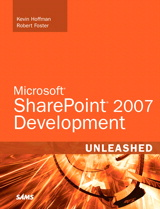 Kevin Hoffman
Robert Foster
Microsoft®
SharePoint® 2007
Development
UNLEASHED
SAMS